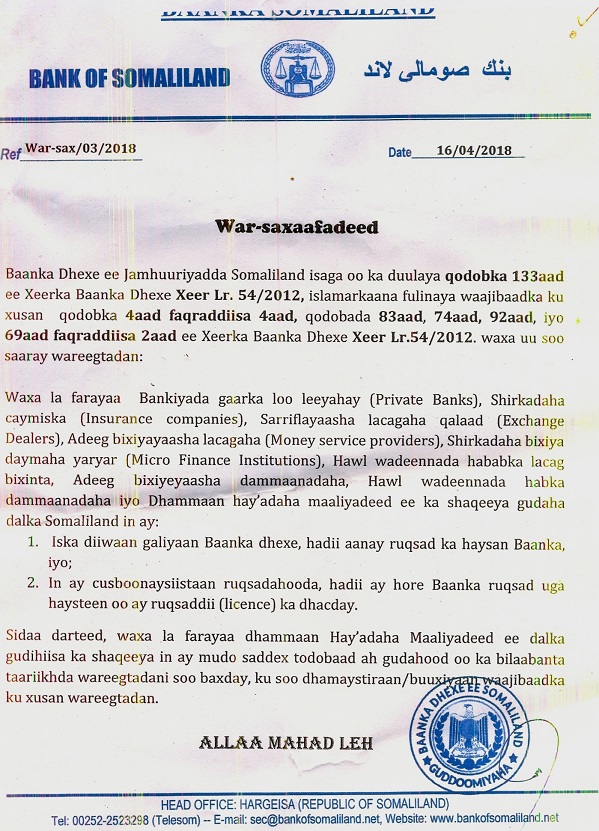 BAANKA SOMALILAND
BANK OF SOMALILAND
بنك صومالى لاند
Ref War-sax/03/2018
Date 16/04/2018
War-saxaafadeed
Baanka Dhexe ee Jamhuuriyadda Somaliland isaga oo ka duulaya qodobka 133aad
ee Xeerka Baanka Dhexe Xeer Lr. 54/2012, islamarkaana fulinaya waajibaadka ku
xusan qodobka 4aad faqraddiisa 4aad, qodobada 83aad, 74aad, 92aad, iyo
69aad faqraddiisa 2aad ee Xeerka Baanka Dhexe Xeer Lr.54/2012. waxa uu soo
saaray wareegtadan:
Waxa la farayaa Bankiyada gaarka loo leeyahay (Private Banks), Shirkadaha
caymiska (Insurance companies), Sarriflayaasha lacagaha qalaad (Exchange
Dealers), Adeeg bixiyayaasha lacagaha (Money service providers), Shirkadaha bixiya
daymaha yaryar (Micro Finance Institutions), Hawl wadeennada hababka lacag
bixinta, Adeeg bixiyeyaasha dammaanadaha, Hawl wadeennada habka
dammaanadaha iyo Dhammaan hay'adaha maaliyadeed ee ka shaqeeya gudaha
dalka Somaliland in ay:
1. Iska diiwaan galiyaan Baanka dhexe, hadii aanay ruqsad ka haysan Baanka,
iyo;
2. In ay cusboonaysiistaan ruqsadahooda, hadii ay hore Baanka ruqsad uga
haysteen oo ay ruqsaddii (licence) ka dhacday.
Sidaa darteed, waxa la farayaa dhammaan Hay'adaha Maaliyadeed ee dalka
gudihiisa ka shaqeeya in ay mudo saddex todobaad ah gudahood oo ka bilaabanta
taariikhda wareegtadani soo baxday, ku soo dhamaystiraan/buuxiyaan waajibaadka
ku xusan wareegtadan.
ALLAA MAHAD LEH
BAANKA DHEXE EE SOMALILAND
GUDDOOMIYAHA
HEAD OFFICE: HARGEISA (REPUBLIC OF SOMALILAND)
Tel: 00252-2523298 (Telesom) -- E-mail: sec@bankofsomaliland.net, Website: www.bankofsomaliland.net